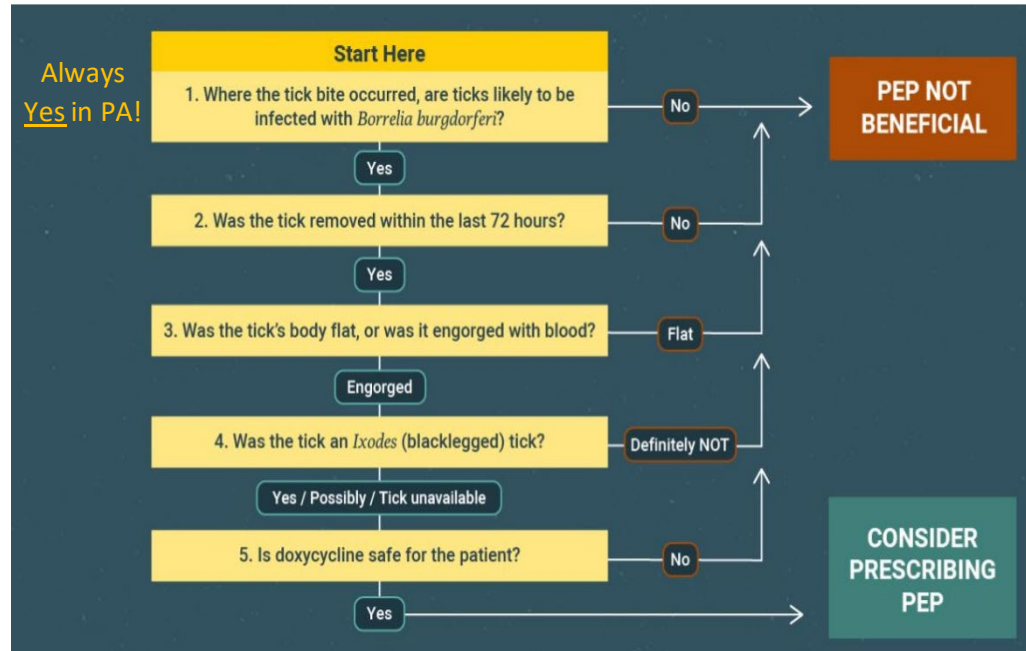 Always
Yes in PA!
Start Here
1. Where the tick bite occurred, are ticks likely to be
infected with Borrelia burgdorferi?
No
PEP NOT
BENEFICIAL
Yes
2. Was the tick removed within the last 72 hours?
No
Yes
3. Was the tick's body flat, or was it engorged with blood?
Flat
Engorged
4. Was the tick an Ixodes (blacklegged) tick?
Definitely NOT
Yes / Possibly / Tick unavailable
5. Is doxycycline safe for the patient?
No
Yes
CONSIDER
PRESCRIBING
PEP